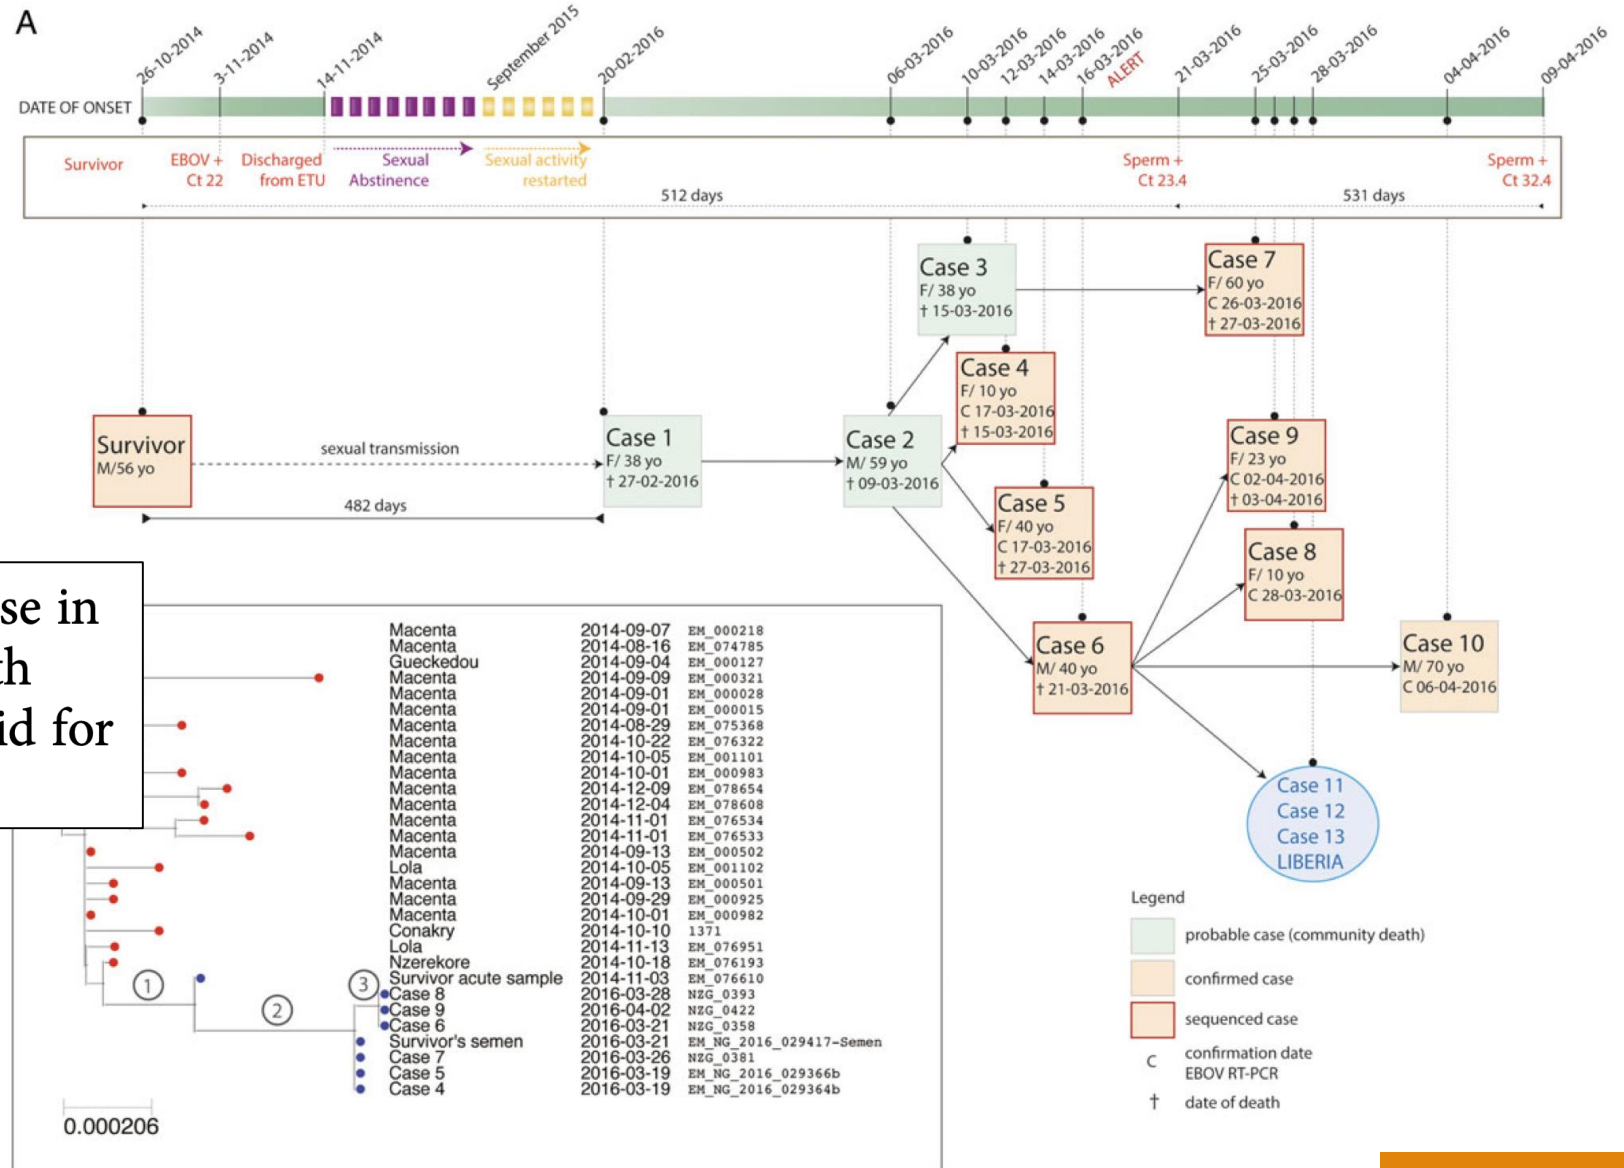 A
26-10-2014
3-11-2014
14-11-2014
September 2015
20-02-2016
06-03-2016
10-03-2016
12-03-2016
14-03-2016
16-03-2016
ALERT
21-03-2016
25-03-2016
28-03-2016
04-04-2016
09-04-2016
DATE OF ONSET
Survivor
EBOV +
Ct 22
Discharged
from ETU
Sexual
Abstinence
Sexual activity
restarted
Sperm +
Ct 23.4
Sperm +
Ct 32.4
512 days
531 days
Case 3
F/ 38 yo
† 15-03-2016
Case 7
F/ 60 yo
C 26-03-2016
† 27-03-2016
Case 4
F/ 10 yo
C 17-03-2016
† 15-03-2016
Survivor
M/56 yo
sexual transmission
482 days
Case 1
F/ 38 yo
† 27-02-2016
Case 2
M/ 59 yo
† 09-03-2016
Case 9
F/ 23 yo
C 02-04-2016
† 03-04-2016
Case 5
F/ 40 yo
C 17-03-2016
† 27-03-2016
Case 8
F/ 10 yo
C 28-03-2016
Case 6
M/ 40 yo
† 21-03-2016
Case 10
M/ 70 yo
C 06-04-2016
Case 11
Case 12
Case 13
LIBERIA
se in
th
id for
Macenta 2014-09-07 EM_000218
Macenta 2014-08-16 EM_074785
Gueckedou 2014-09-04 EM_000127
Macenta 2014-09-09 EM_000321
Macenta 2014-09-01 EM_000028
Macenta 2014-09-01 EM_000015
Macenta 2014-08-29 EM_075368
Macenta 2014-10-22 EM_076322
Macenta 2014-10-05 EM_001101
Macenta 2014-10-01 EM_000983
Macenta 2014-12-09 EM_078654
Macenta 2014-12-04 EM_078608
Macenta 2014-11-01 EM_076534
Macenta 2014-11-01 EM_076533
Macenta 2014-09-13 EM_000502
Lola 2014-10-05 EM_001102
Macenta 2014-09-13 EM_000501
Macenta 2014-09-29 EM_000925
Macenta 2014-10-01 EM_000982
Conakry 2014-10-10 1371
Lola 2014-11-13 EM_076951
Nzerekore 2014-10-18 EM_076193
Survivor acute sample 2014-11-03 EM_076610
Case 8 2016-03-28 NZG_0393
Case 9 2016-04-02 NZG_0422
Case 6 2016-03-21 NZG_0358
Survivor's semen 2016-03-21 EM_NG_2016_029417-Semen
Case 7 2016-03-26 NZG_0381
Case 5 2016-03-19 EM_NG_2016_029366b
Case 4 2016-03-19 EM_NG_2016_029364b
1
2
3
0.000206
Legend
probable case (community death)
confirmed case
sequenced case
C confirmation date
EBOV RT-PCR
† date of death